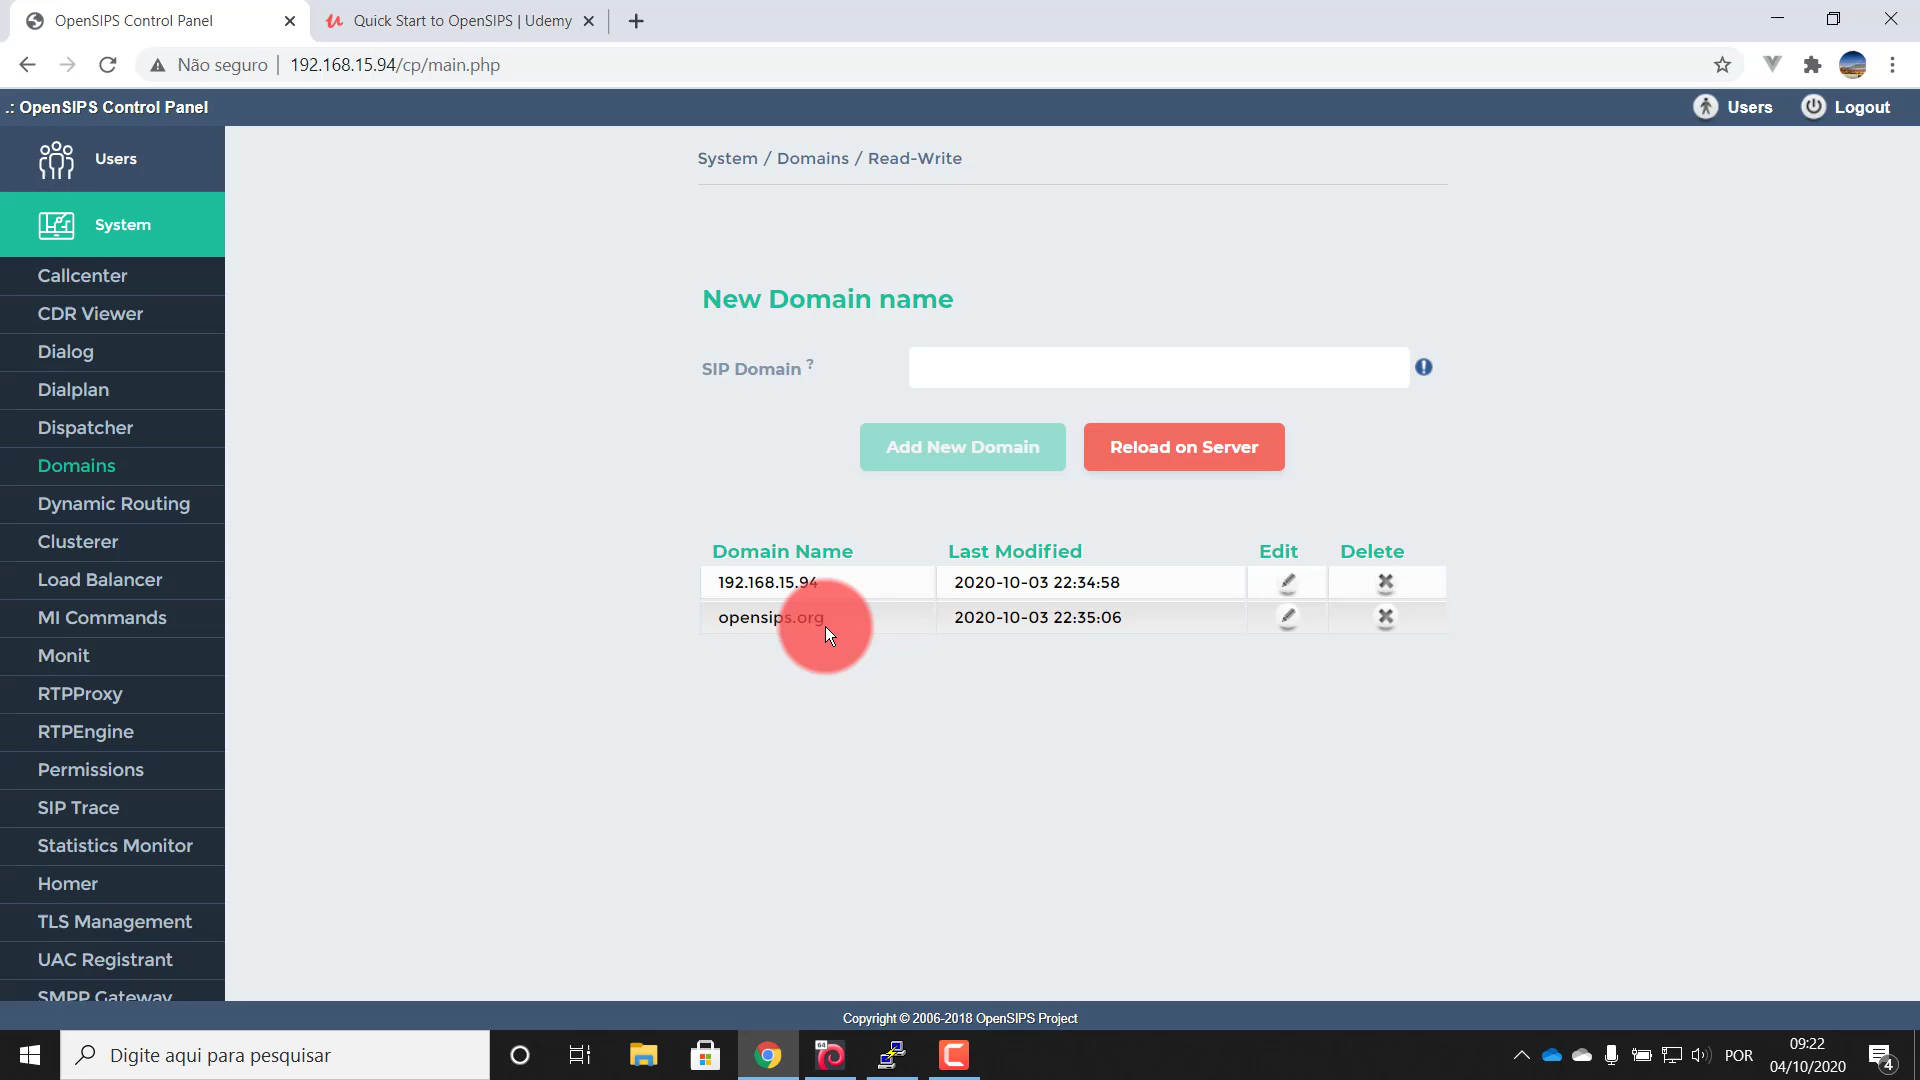 OpenSIPS Control Panel
Quick Start to OpenSIPS | Udemy
Não seguro | 192.168.15.94/cp/main.php
.: OpenSIPS Control Panel
Users
Logout
Users
System
Callcenter
CDR Viewer
Dialog
Dialplan
Dispatcher
Domains
Dynamic Routing
Clusterer
Load Balancer
MI Commands
Monit
RTPProxy
RTPEngine
Permissions
SIP Trace
Statistics Monitor
Homer
TLS Management
UAC Registrant
SMPP Gateway
System / Domains / Read-Write
New Domain name
SIP Domain ?
Add New Domain
Reload on Server
Domain Name Last Modified Edit Delete
192.168.15.94 2020-10-03 22:34:58
opensips.org 2020-10-03 22:35:06
Copyright © 2006-2018 OpenSIPS Project
Digite aqui para pesquisar
64
POR
09:22
04/10/2020
4